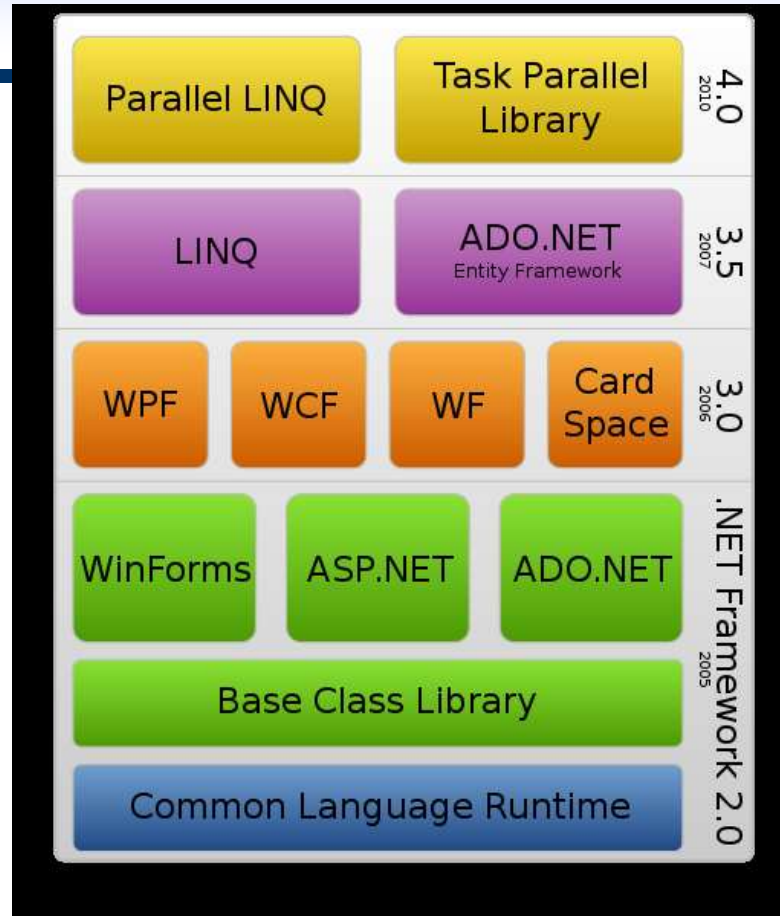 Parallel LINQ
Task Parallel
Library
4.0
2010
LINQ
ADO.NET
Entity Framework
3.5
2007
WPF
WCF
WF
Card
Space
3.0
2006
WinForms
ASP.NET
ADO.NET
Base Class Library
Common Language Runtime
.NET Framework 2.0
2005